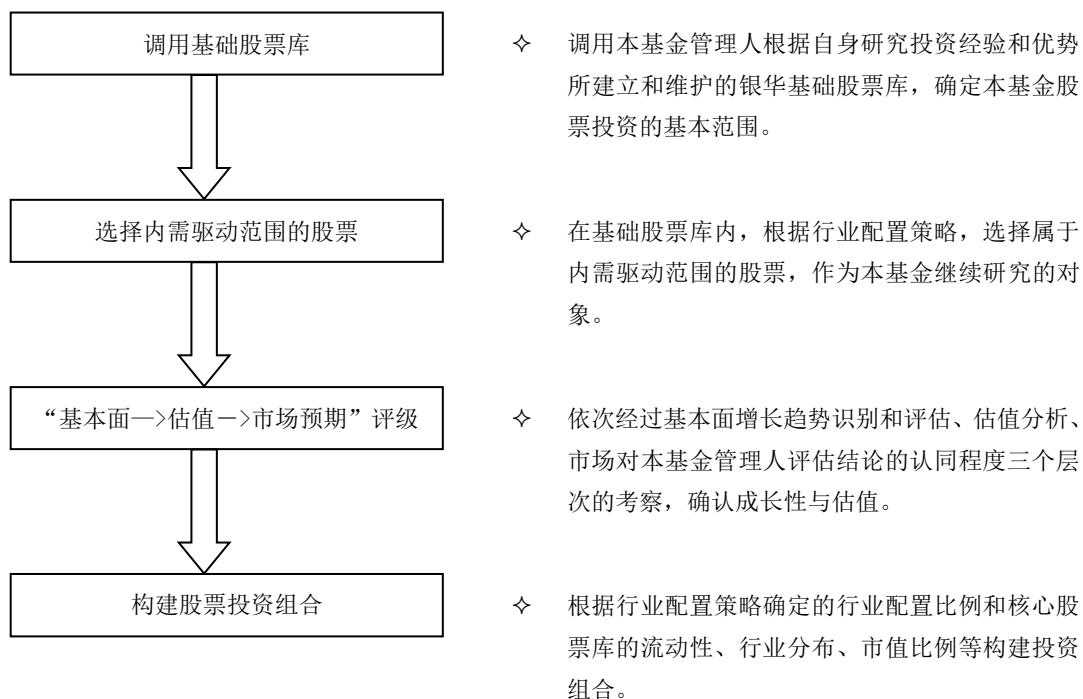 调用基础股票库
✧ 调用本基金管理人根据自身研究投资经验和优势
所建立和维护的银华基础股票库，确定本基金股
票投资的基本范围。
选择内需驱动范围的股票
✧ 在基础股票库内，根据行业配置策略，选择属于
内需驱动范围的股票，作为本基金继续研究的对
象。
“基本面—>估值－>市场预期”评级
✧ 依次经过基本面增长趋势识别和评估、估值分析、
市场对本基金管理人评估结论的认同程度三个层
次的考察，确认成长性与估值。
构建股票投资组合
✧ 根据行业配置策略确定的行业配置比例和核心股
票库的流动性、行业分布、市值比例等构建投资
组合。